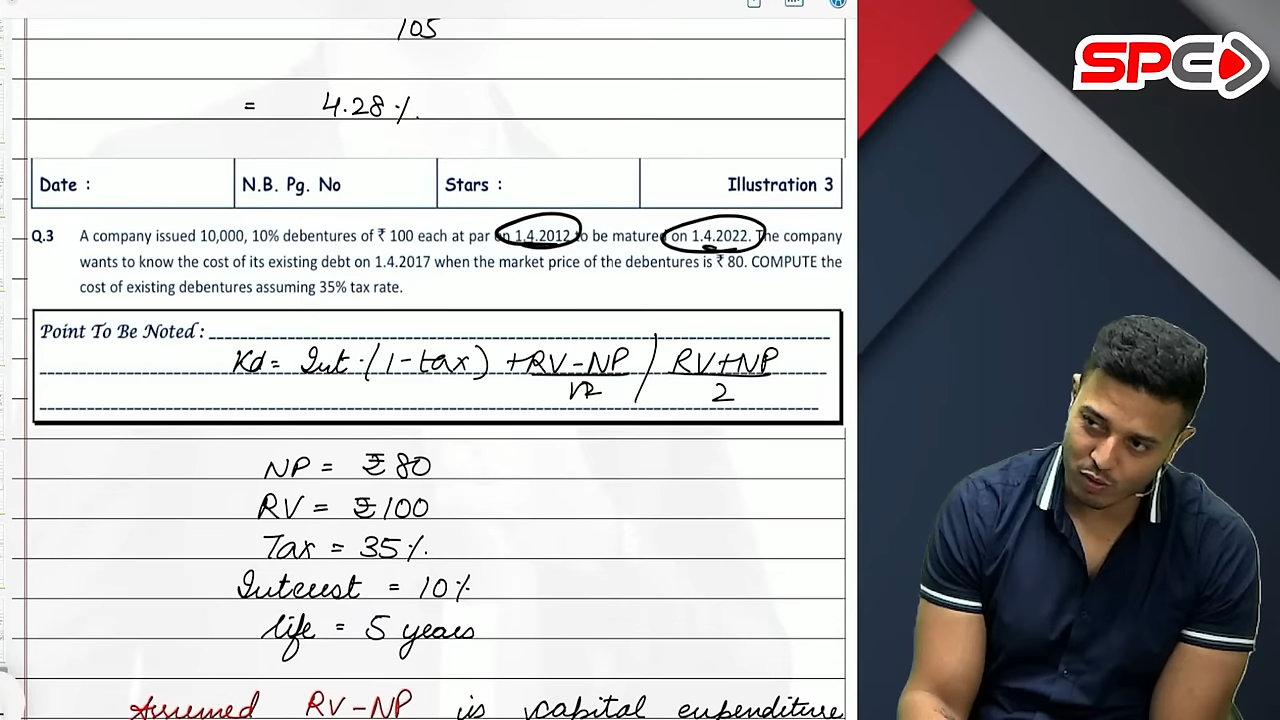 SPC
105
= 4.28 %.
Date : N.B. Pg. No Stars : Illustration 3
Q.3 A company issued 10,000, 10% debentures of ₹ 100 each at par on 1.4.2012 to be matured on 1.4.2022. The company
wants to know the cost of its existing debt on 1.4.2017 when the market price of the debentures is ₹ 80. COMPUTE the
cost of existing debentures assuming 35% tax rate.
Point To Be Noted :
Kd = Int. (1 - tax) + RV - NP / RV + NP
n 2
NP = ₹ 80
RV = ₹ 100
Tax = 35 %.
Interest = 10 %
life = 5 years
Assumed RV - NP is capital expenditure